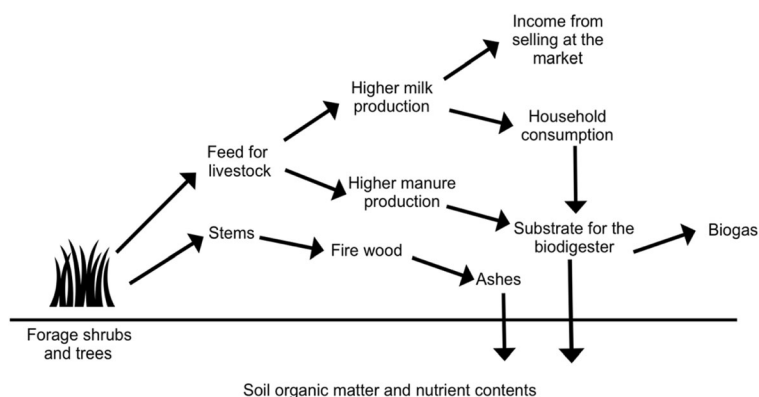 Income from
selling at the
market
Higher milk
production
Household
consumption
Feed for
livestock
Higher manure
production
Substrate for the
biodigester
Biogas
Stems
Fire wood
Ashes
Forage shrubs
and trees
Soil organic matter and nutrient contents